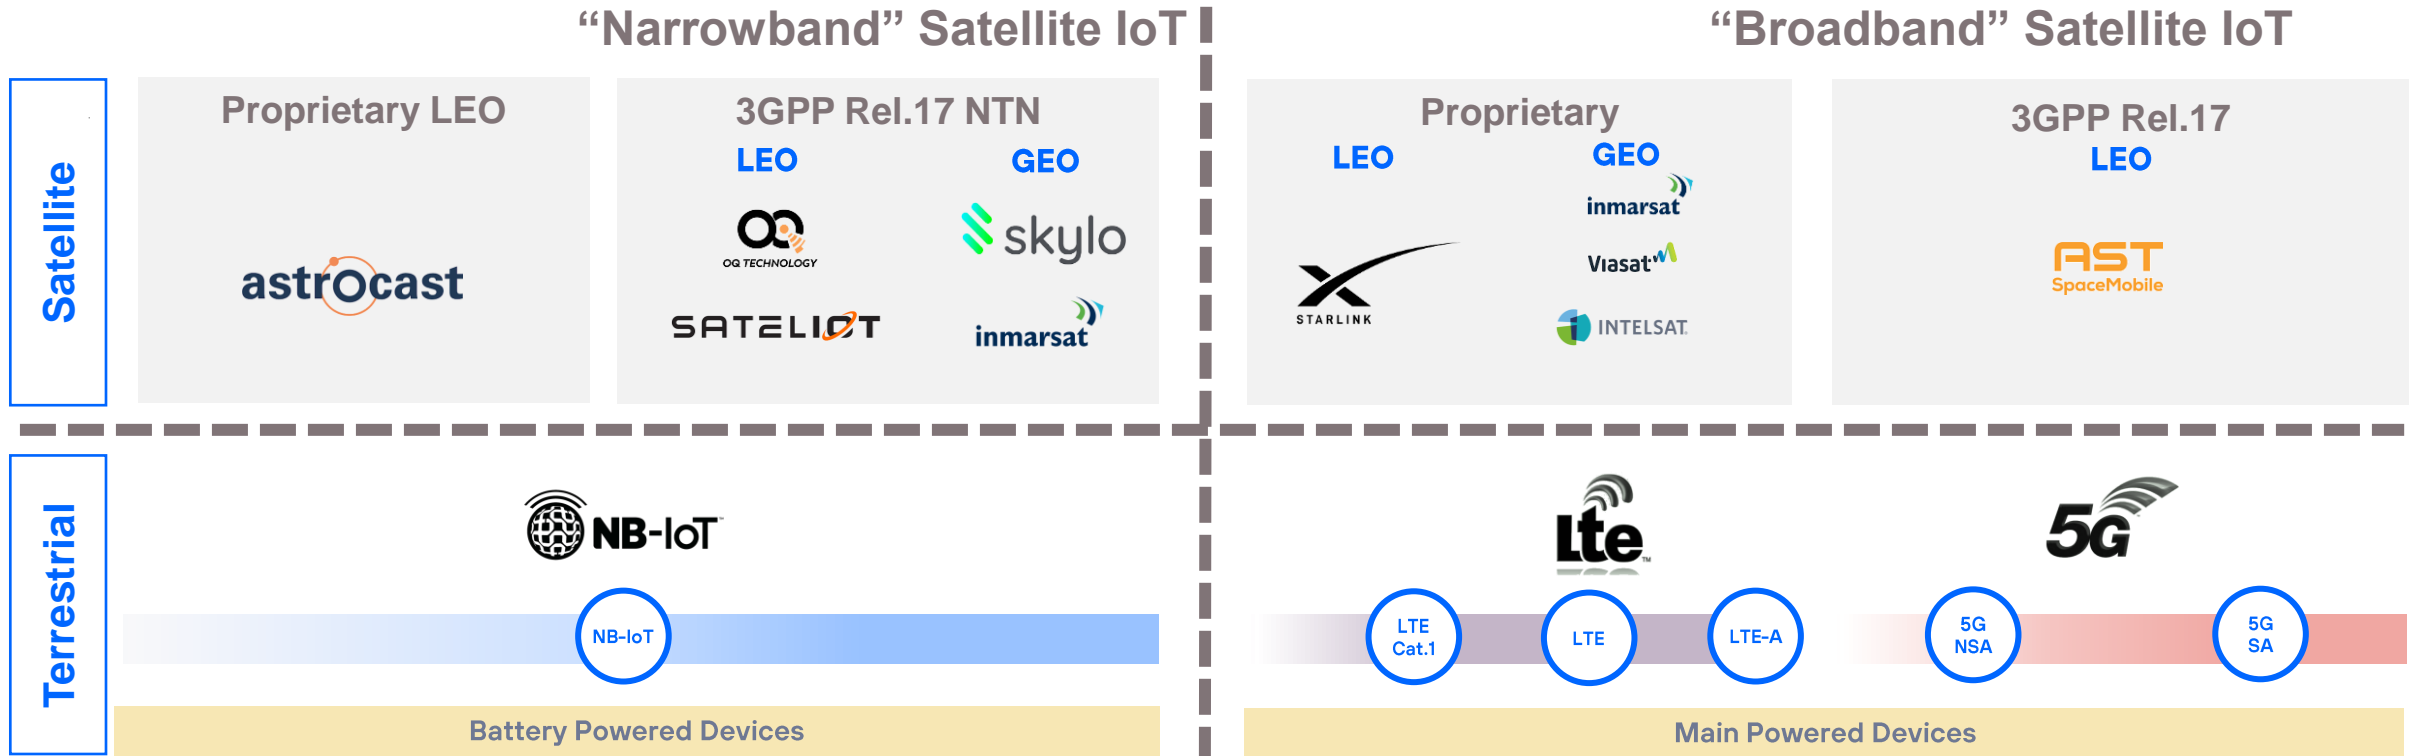 “Narrowband” Satellite IoT
“Broadband” Satellite IoT
Satellite
Proprietary LEO
astrocast
3GPP Rel.17 NTN
LEO
GEO
OQ TECHNOLOGY
skylo
SATELIOT
inmarsat
Proprietary
LEO
GEO
STARLINK
inmarsat
Viasat
INTELSAT
3GPP Rel.17
LEO
AST
SpaceMobile
Terrestrial
NB-IoT™
NB-IoT
Battery Powered Devices
Lte™
5G
LTE
Cat.1
LTE
LTE-A
5G
NSA
5G
SA
Main Powered Devices